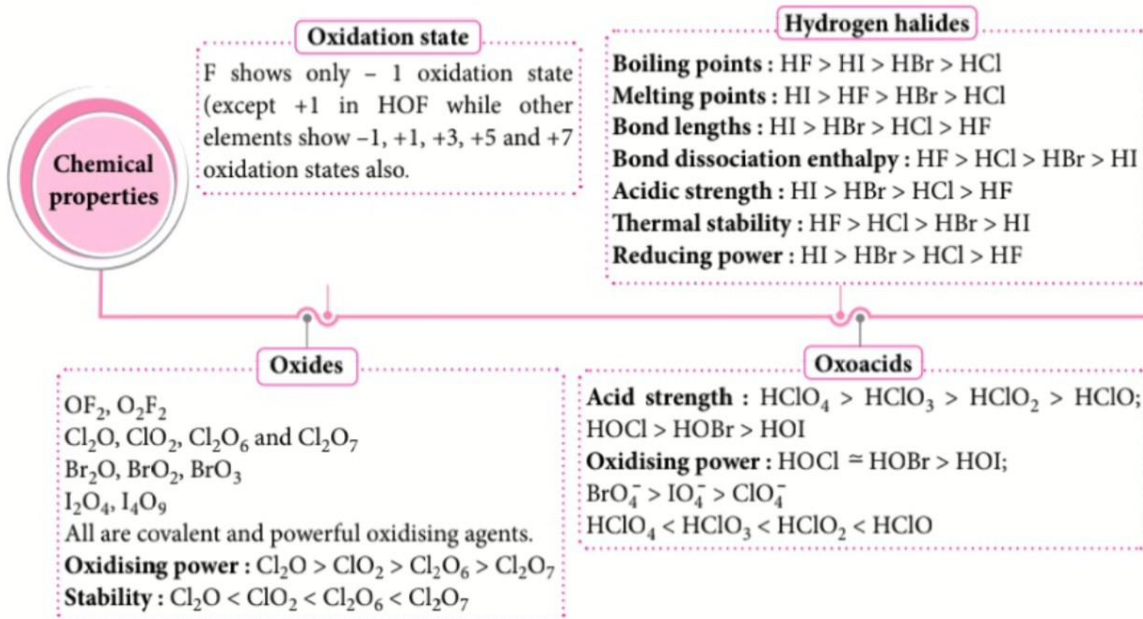 Chemical
properties
Oxidation state
F shows only – 1 oxidation state
(except +1 in HOF while other
elements show −1, +1, +3, +5 and +7
oxidation states also.
Hydrogen halides
Boiling points : HF > HI > HBr > HCl
Melting points : HI > HF > HBr > HCl
Bond lengths : HI > HBr > HCl > HF
Bond dissociation enthalpy : HF > HCl > HBr > HI
Acidic strength : HI > HBr > HCl > HF
Thermal stability : HF > HCl > HBr > HI
Reducing power : HI > HBr > HCl > HF
Oxides
OF₂, O₂F₂
Cl₂O, ClO₂, Cl₂O₆ and Cl₂O₇
Br₂O, BrO₂, BrO₃
I₂O₄, I₄O₉
All are covalent and powerful oxidising agents.
Oxidising power : Cl₂O > ClO₂ > Cl₂O₆ > Cl₂O₇
Stability : Cl₂O < ClO₂ < Cl₂O₆ < Cl₂O₇
Oxoacids
Acid strength : HClO₄ > HClO₃ > HClO₂ > HClO;
HOCl > HOBr > HOI
Oxidising power : HOCl ≃ HOBr > HOI;
BrO₄⁻ > IO₄⁻ > ClO₄⁻
HClO₄ < HClO₃ < HClO₂ < HClO